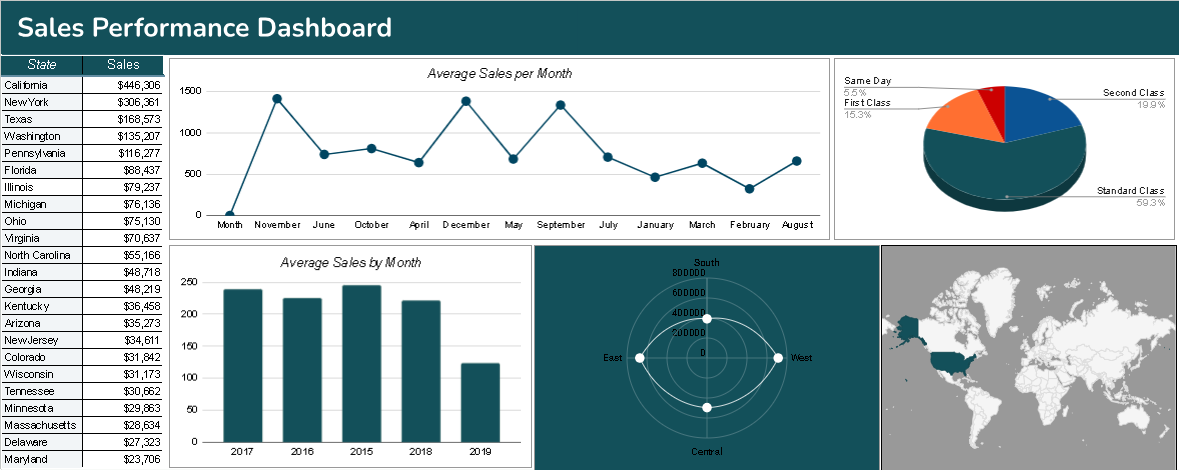 Sales Performance Dashboard
State Sales
California $446,306
New York $306,361
Texas $168,573
Washington $135,207
Pennsylvania $116,277
Florida $88,437
Illinois $79,237
Michigan $76,136
Ohio $75,130
Virginia $70,637
North Carolina $55,166
Indiana $48,718
Georgia $48,219
Kentucky $36,458
Arizona $35,273
New Jersey $34,611
Colorado $31,842
Wisconsin $31,173
Tennessee $30,662
Minnesota $29,863
Massachusetts $28,634
Delaware $27,323
Maryland $23,706
Average Sales per Month
1500
1000
500
0
Month November June October April December May September July January March February August
Same Day
5.5%
First Class
15.3%
Second Class
19.9%
Standard Class
59.3%
Average Sales by Month
250
200
150
100
50
0
2017 2016 2015 2018 2019
South
800000
600000
400000
200000
0
East West
Central